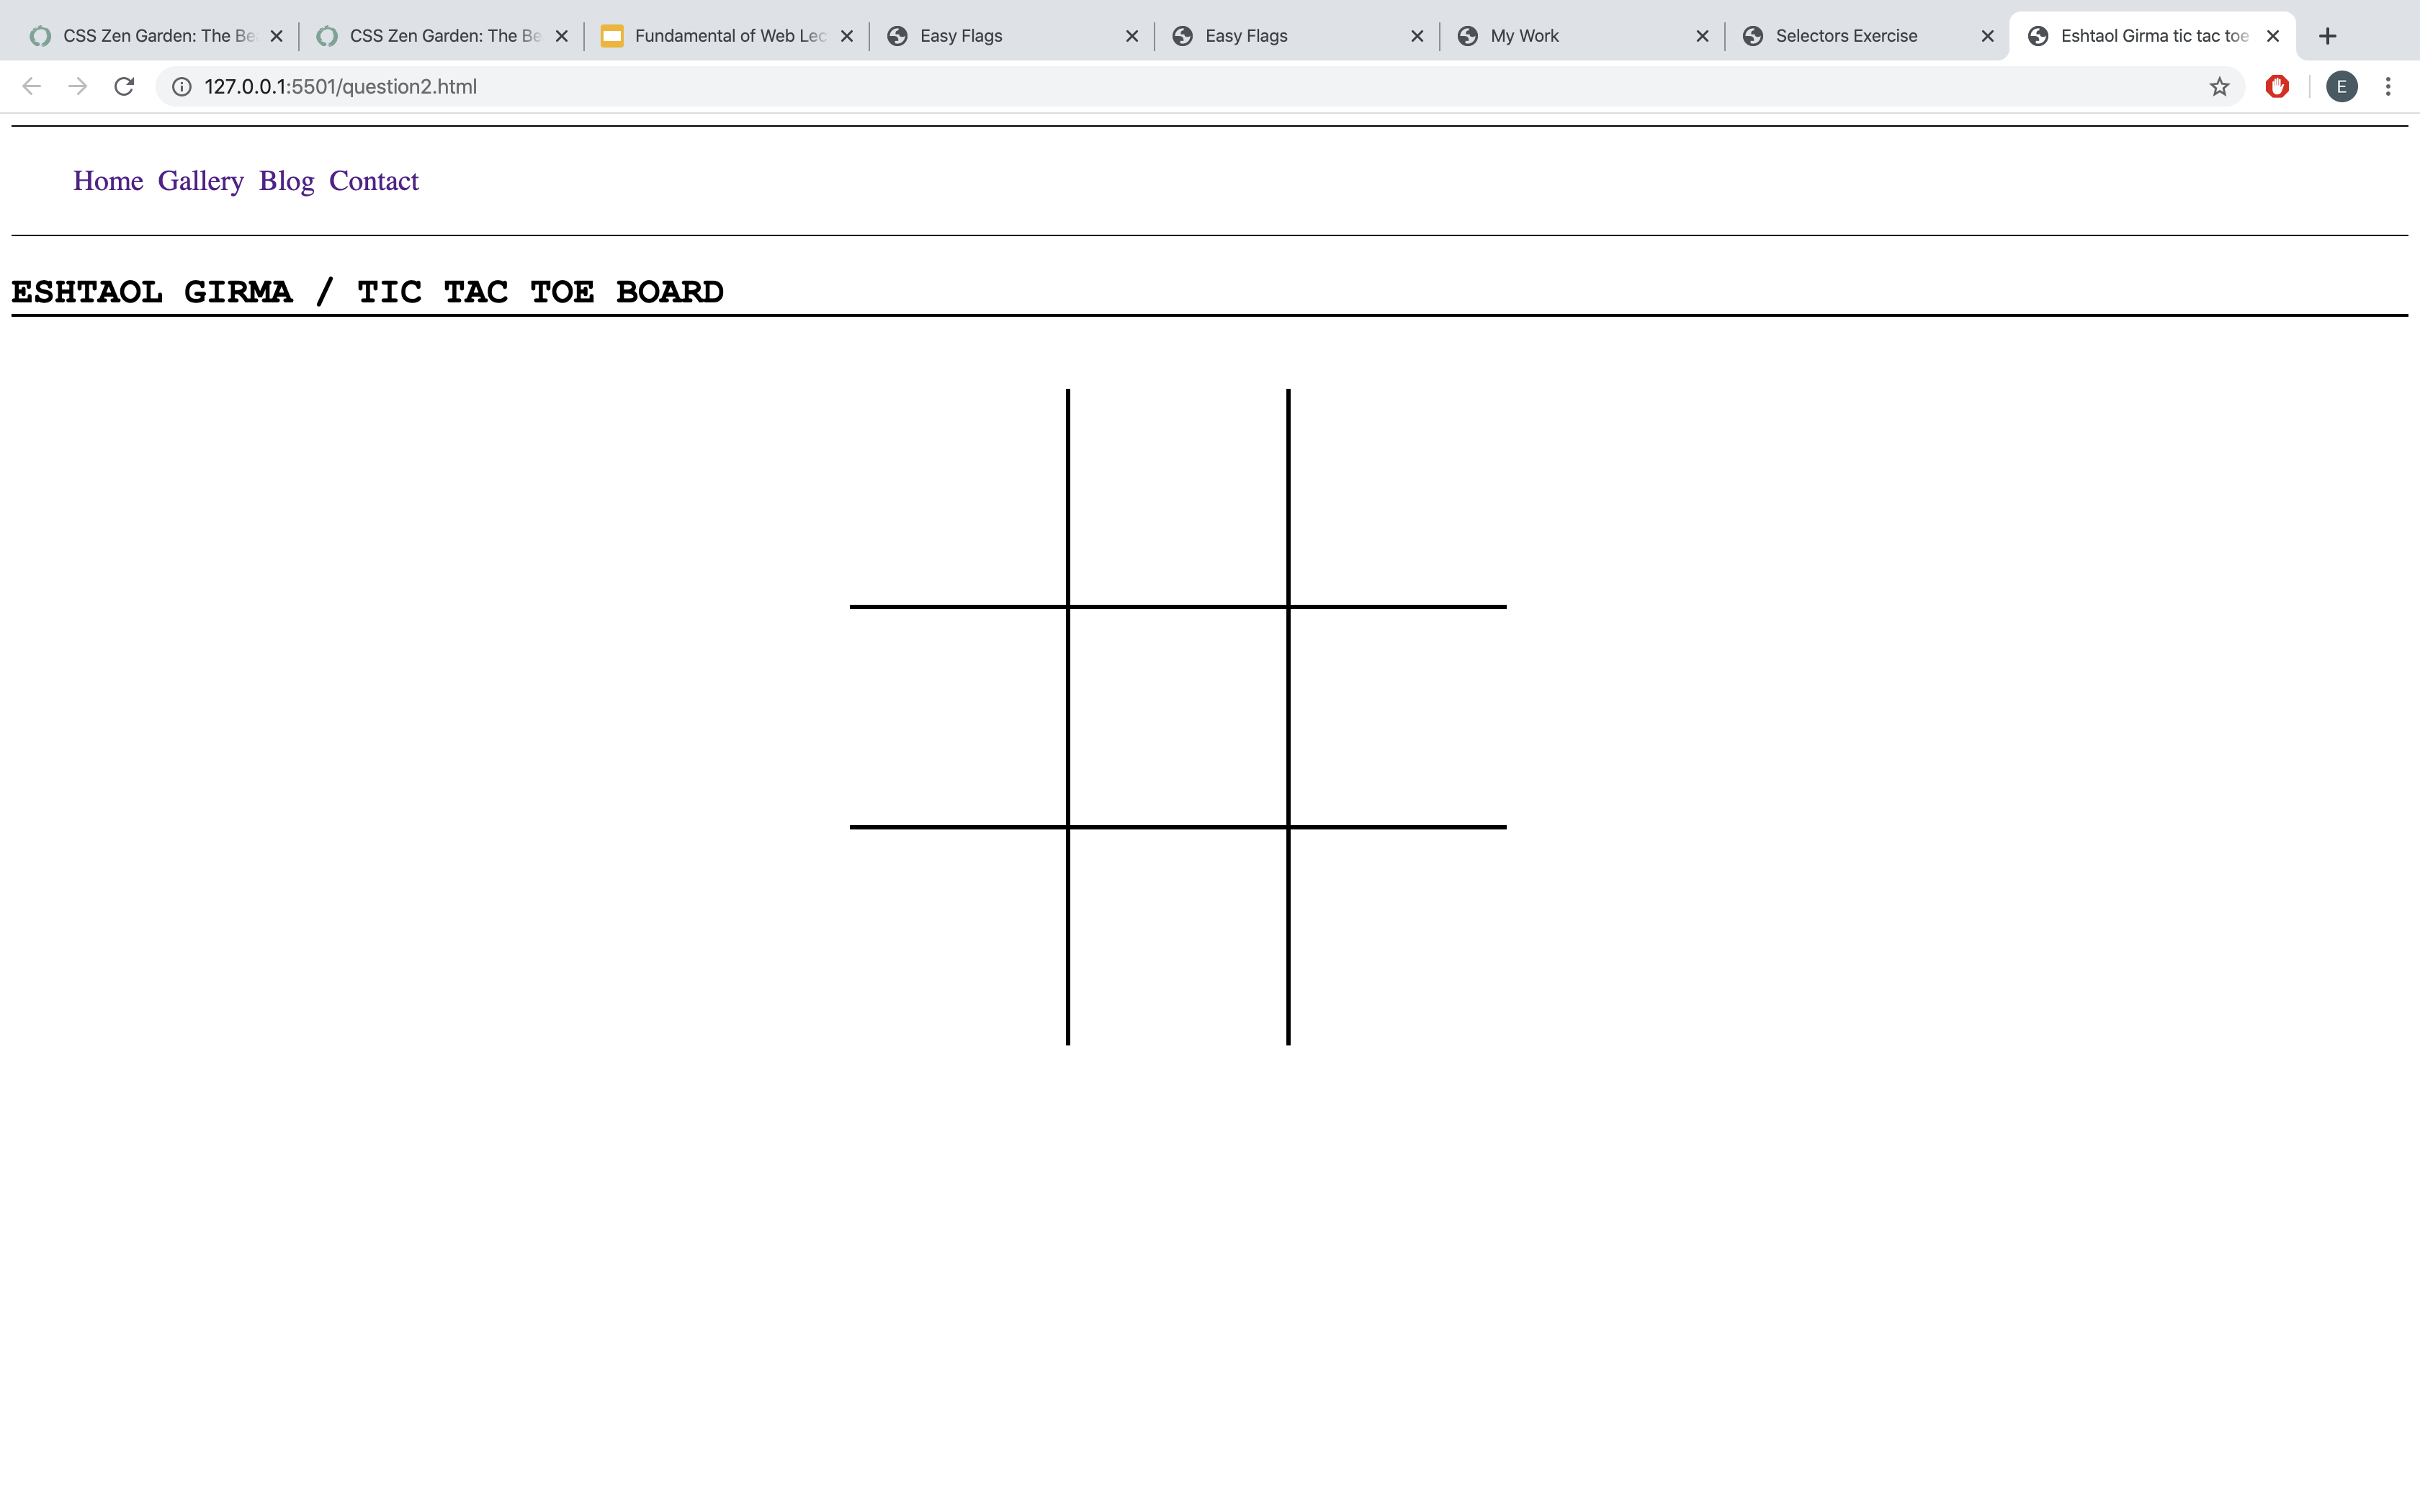 CSS Zen Garden: The Be
CSS Zen Garden: The Be
Fundamental of Web Lec
Easy Flags
Easy Flags
My Work
Selectors Exercise
Eshtaol Girma tic tac toe
127.0.0.1:5501/question2.html
E
Home Gallery Blog Contact
ESHTAOL GIRMA / TIC TAC TOE BOARD